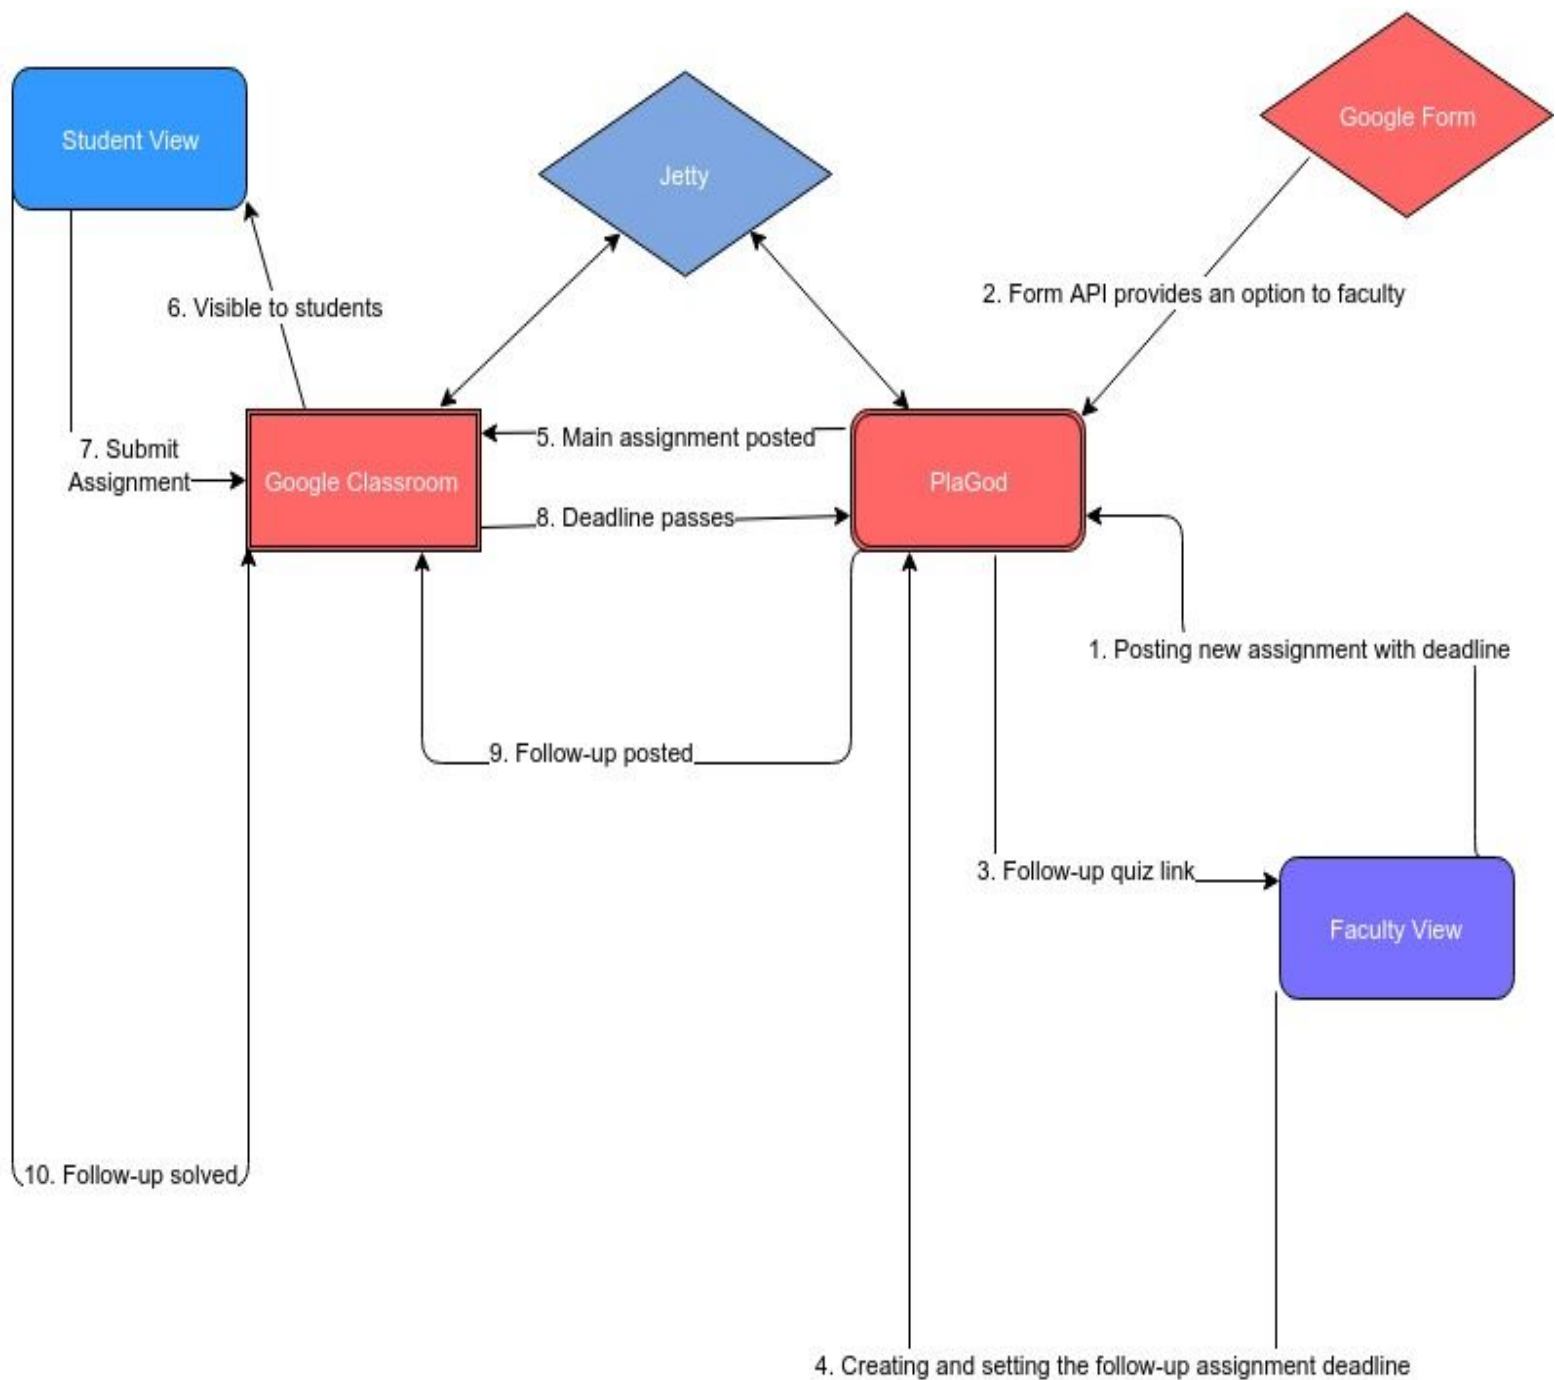 Google Form
Student View
Jetty
2. Form API provides an option to faculty
6. Visible to students
5. Main assignment posted
7. Submit
Assignment
Google Classroom
PlaGod
8. Deadline passes
1. Posting new assignment with deadline
9. Follow-up posted
3. Follow-up quiz link
Faculty View
10. Follow-up solved
4. Creating and setting the follow-up assignment deadline